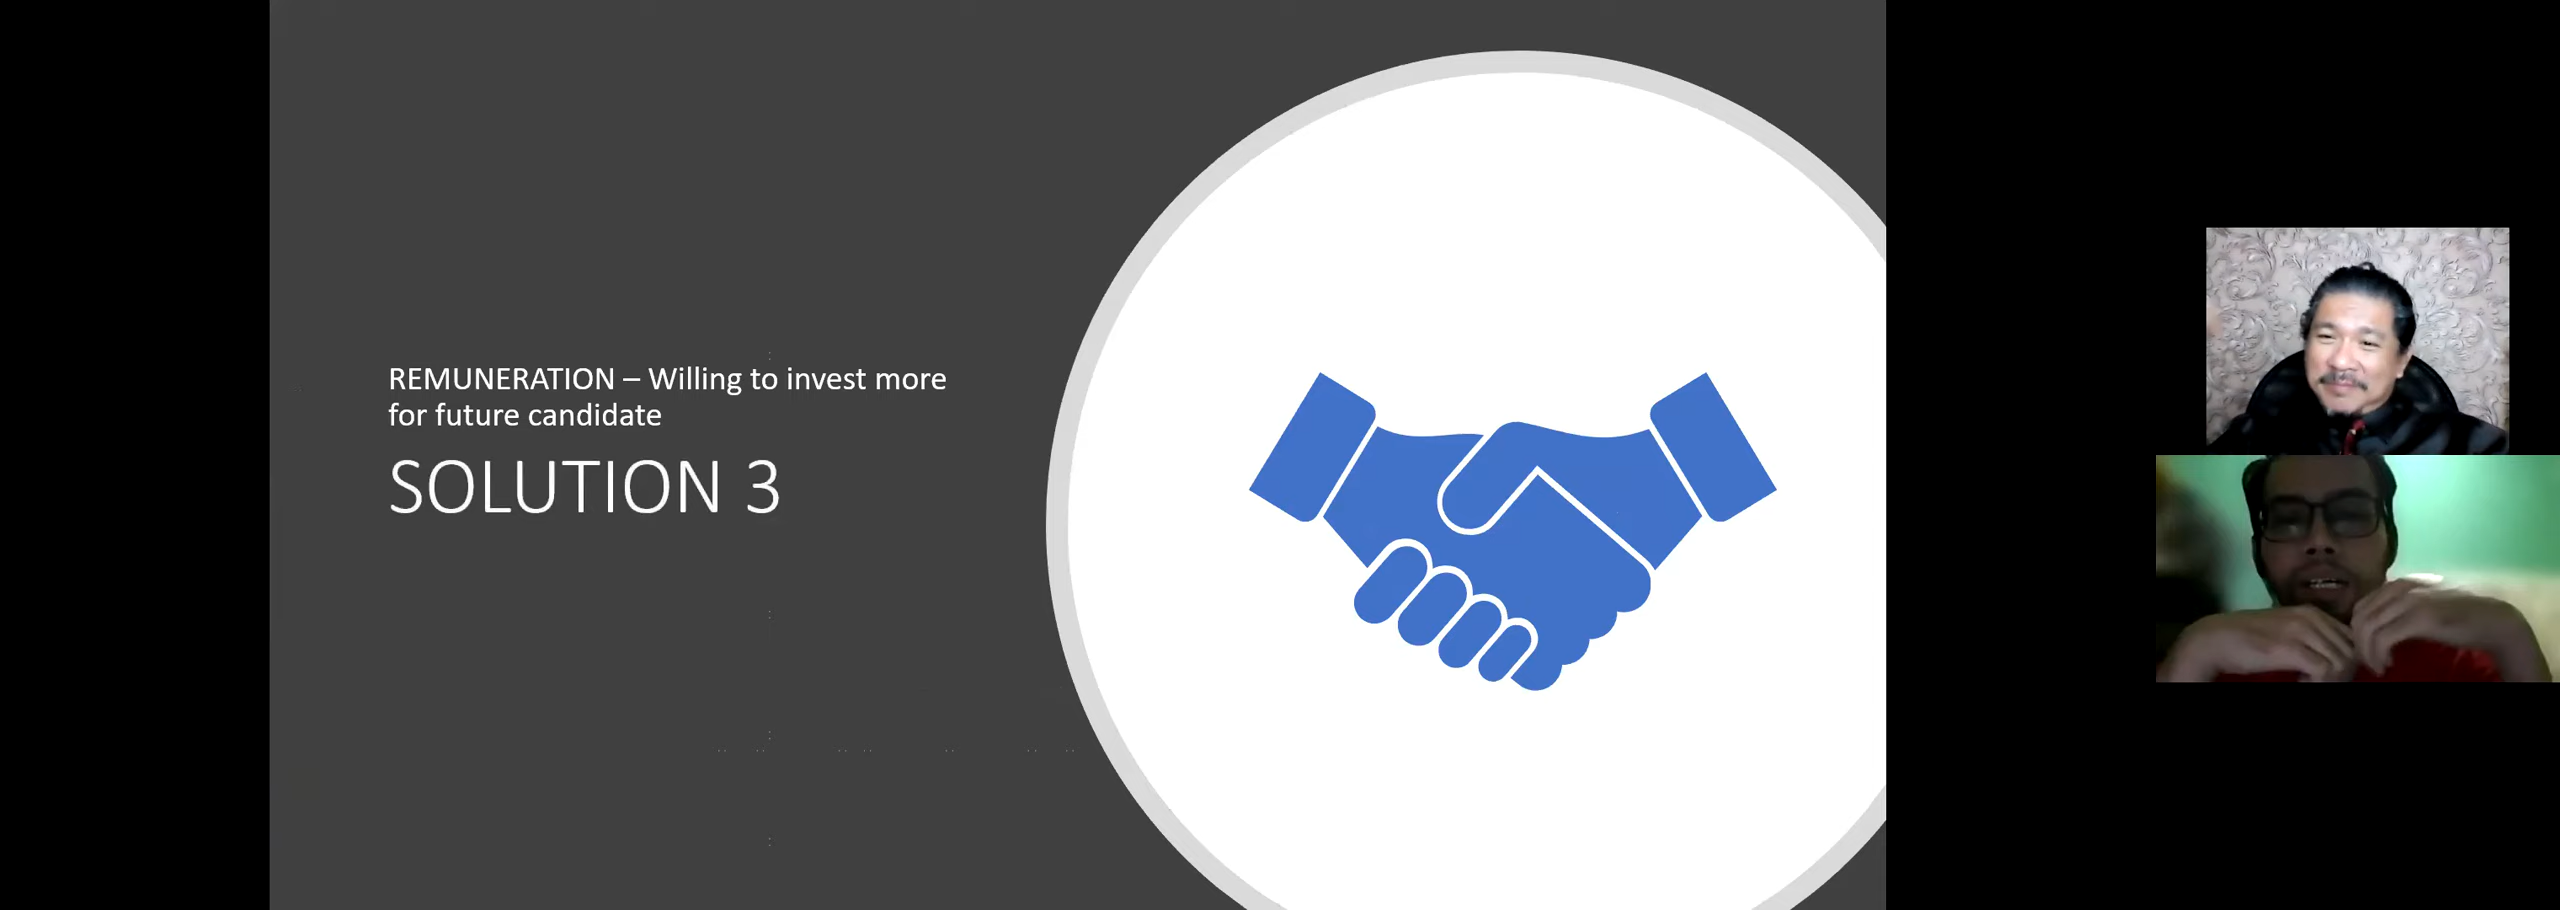 REMUNERATION – Willing to invest more
for future candidate
SOLUTION 3